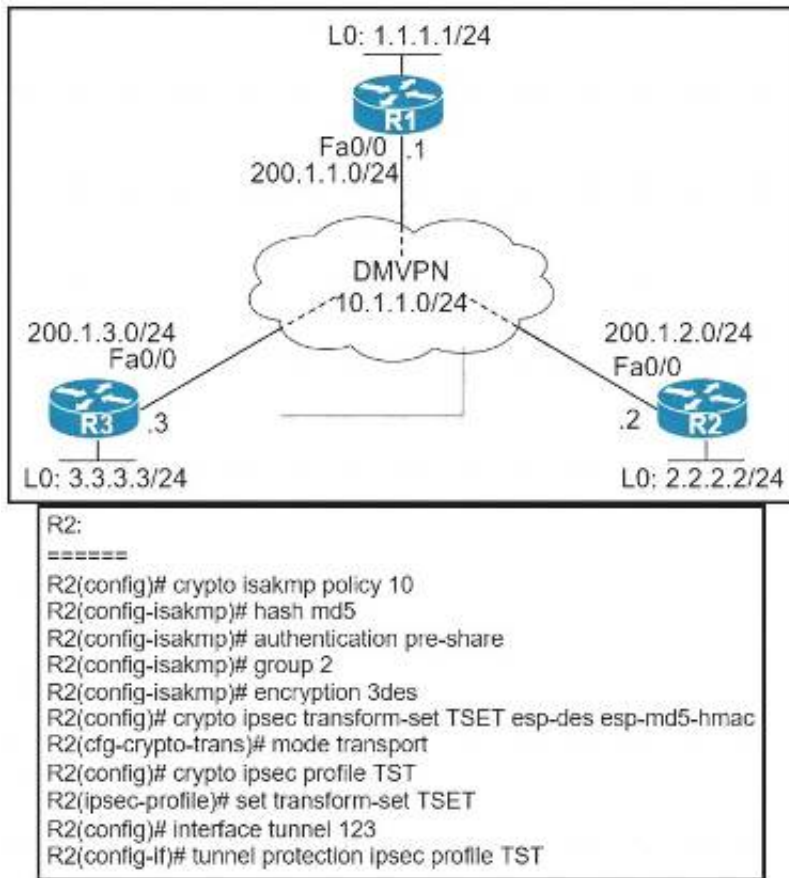 L0: 1.1.1.1/24
R1
Fa0/0
.1
200.1.1.0/24
DMVPN
10.1.1.0/24
200.1.3.0/24
Fa0/0
200.1.2.0/24
Fa0/0
R3
.3
.2
R2
L0: 3.3.3.3/24
L0: 2.2.2.2/24
R2:
======
R2(config)# crypto isakmp policy 10
R2(config-isakmp)# hash md5
R2(config-isakmp)# authentication pre-share
R2(config-isakmp)# group 2
R2(config-isakmp)# encryption 3des
R2(config)# crypto ipsec transform-set TSET esp-des esp-md5-hmac
R2(cfg-crypto-trans)# mode transport
R2(config)# crypto ipsec profile TST
R2(ipsec-profile)# set transform-set TSET
R2(config)# interface tunnel 123
R2(config-if)# tunnel protection ipsec profile TST